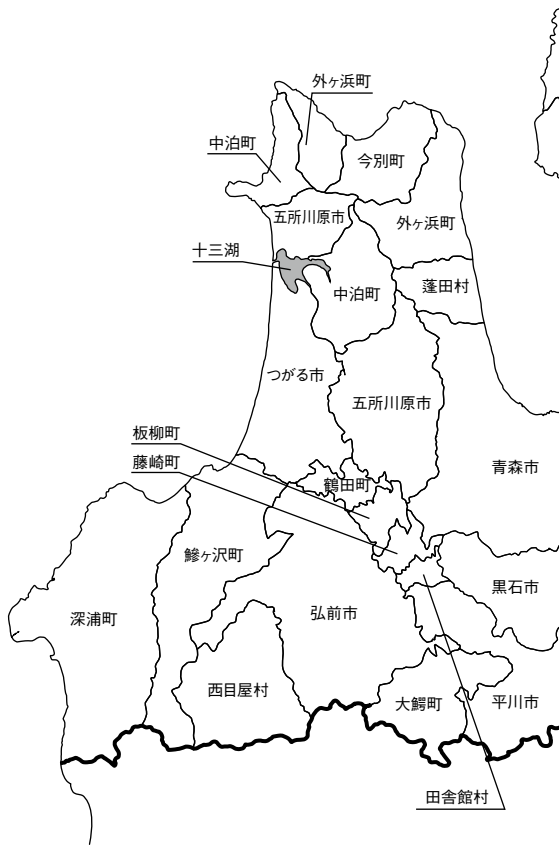 外ヶ浜町
中泊町
今別町
五所川原市
外ヶ浜町
十三湖
中泊町
蓬田村
つがる市
五所川原市
板柳町
藤崎町
青森市
鶴田町
鰺ヶ沢町
黒石市
深浦町
弘前市
西目屋村
大鰐町
平川市
田舎館村